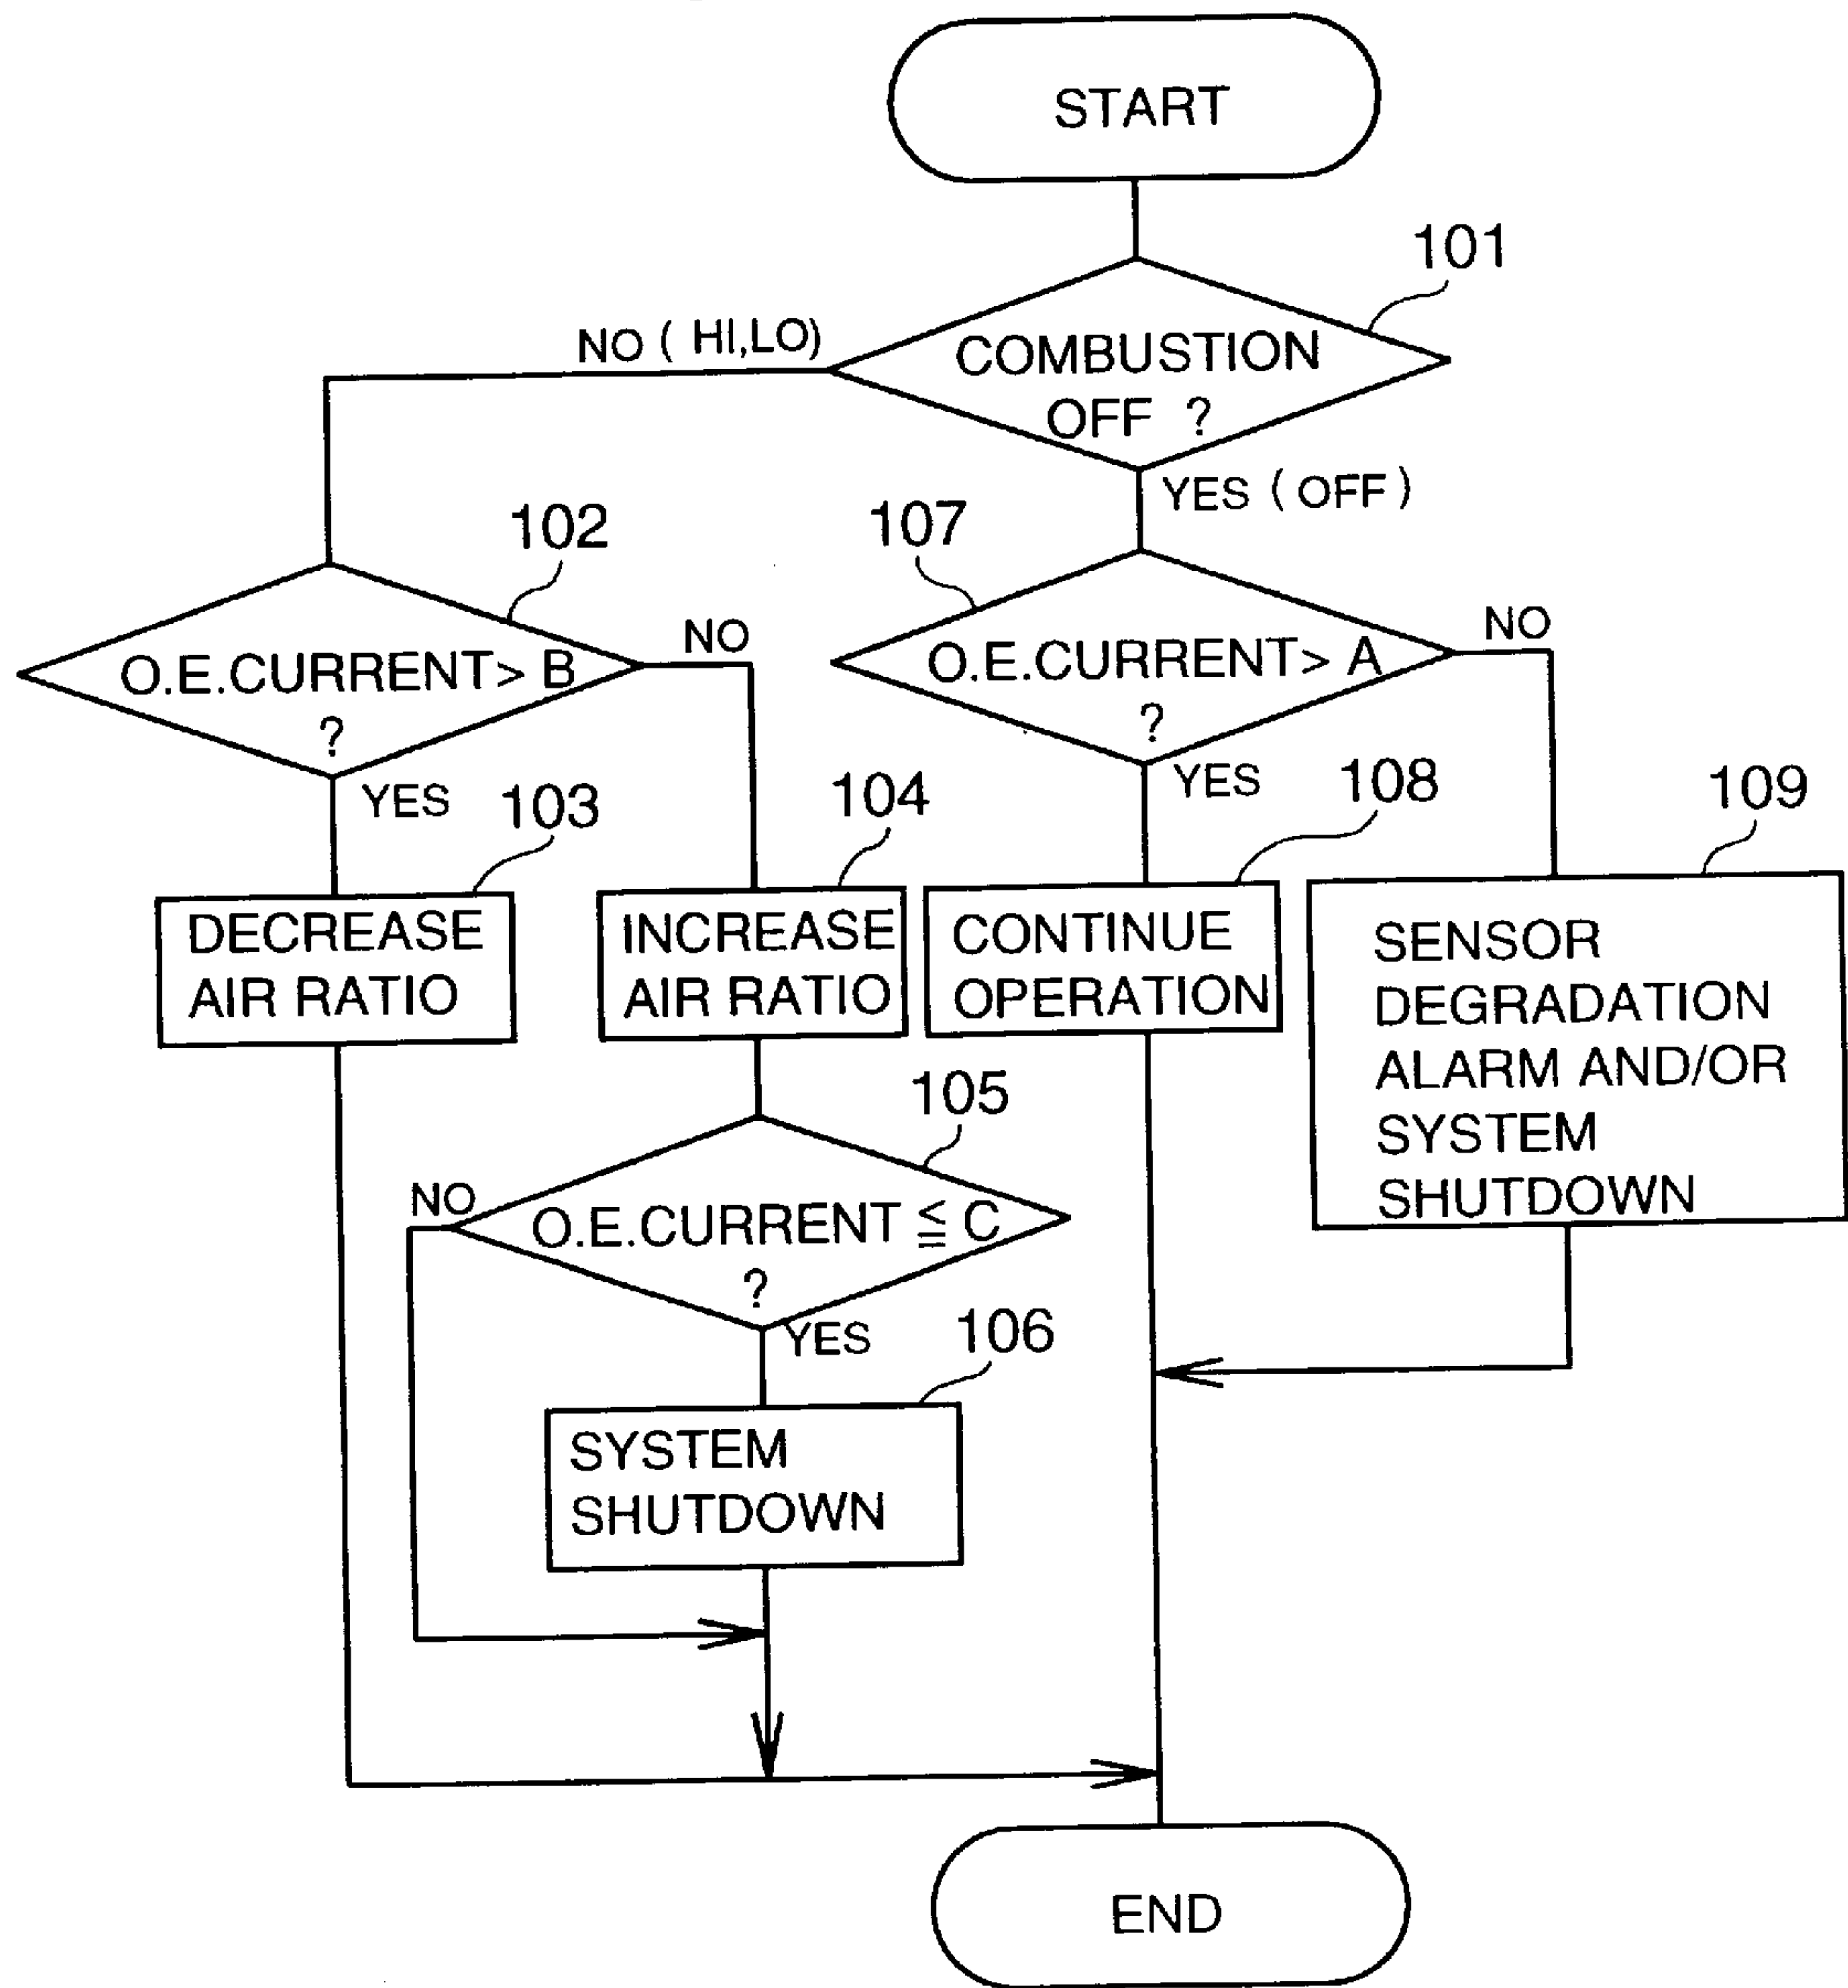 START
101
NO ( HI,LO)
COMBUSTION
OFF ?
YES ( OFF )
102
107
NO
NO
O.E.CURRENT> B
?
O.E.CURRENT> A
?
YES
103
104
YES
108
109
DECREASE
AIR RATIO
INCREASE
AIR RATIO
CONTINUE
OPERATION
SENSOR
DEGRADATION
ALARM AND/OR
SYSTEM
SHUTDOWN
105
NO
O.E.CURRENT ≦ C
?
YES
106
SYSTEM
SHUTDOWN
END